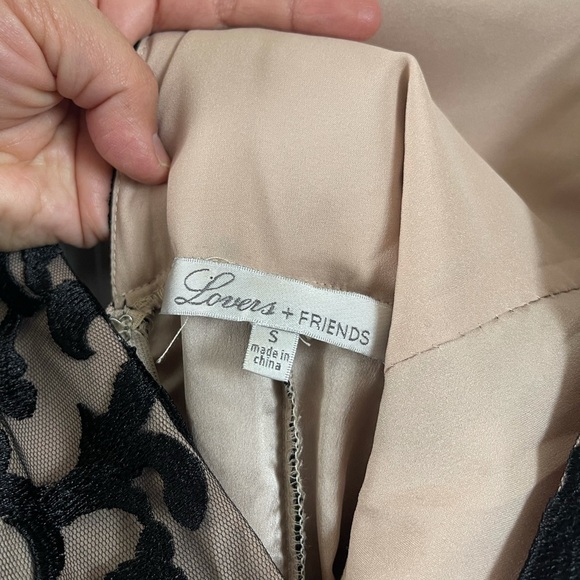 Lovers + FRIENDS
S
made in
china